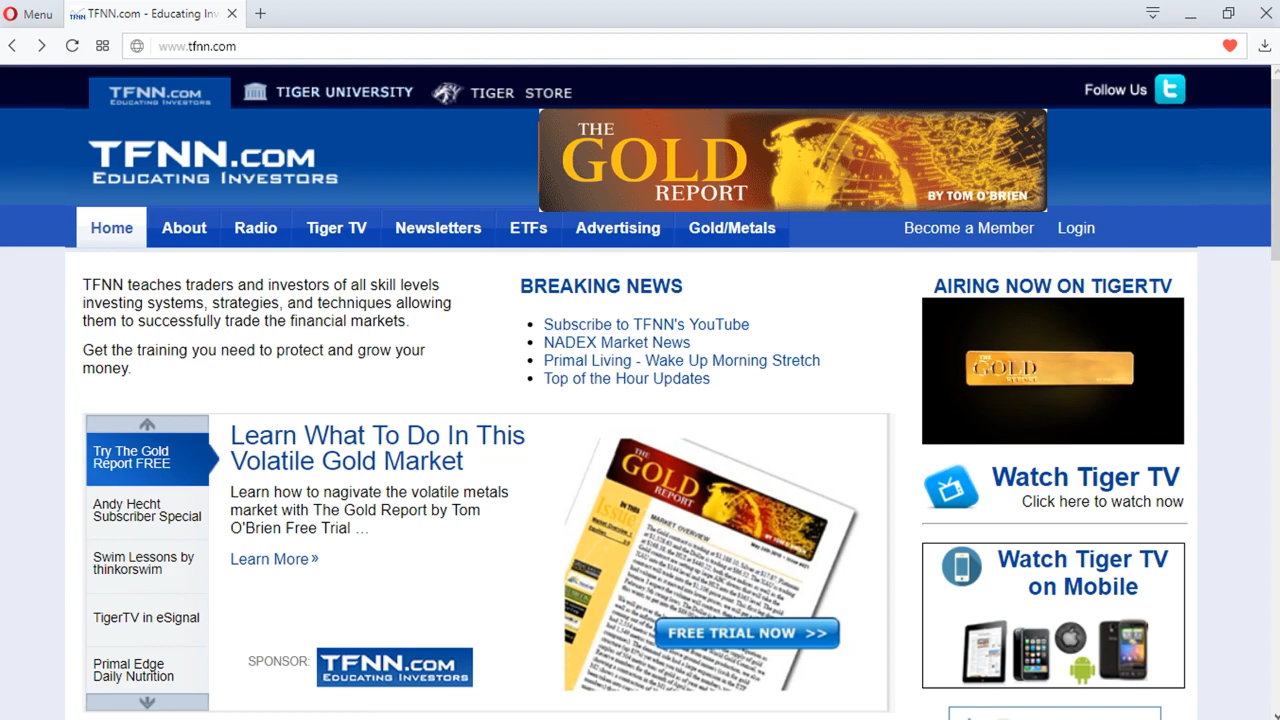 Menu
TFNN.com - Educating Inv
www.tfnn.com
TFNN.COM
EDUCATING INVESTORS
TIGER UNIVERSITY
TIGER STORE
Follow Us
TFNN.COM
EDUCATING INVESTORS
THE
GOLD
REPORT
BY TOM O'BRIEN
Home
About
Radio
Tiger TV
Newsletters
ETFs
Advertising
Gold/Metals
Become a Member
Login
TFNN teaches traders and investors of all skill levels
investing systems, strategies, and techniques allowing
them to successfully trade the financial markets.
Get the training you need to protect and grow your
money.
BREAKING NEWS
Subscribe to TFNN's YouTube
NADEX Market News
Primal Living - Wake Up Morning Stretch
Top of the Hour Updates
AIRING NOW ON TIGERTV
THE
GOLD
REPORT
Watch Tiger TV
Click here to watch now
Watch Tiger TV
on Mobile
Try The Gold
Report FREE
Andy Hecht
Subscriber Special
Swim Lessons by
thinkorswim
TigerTV in eSignal
Primal Edge
Daily Nutrition
Learn What To Do In This
Volatile Gold Market
Learn how to nagivate the volatile metals
market with The Gold Report by Tom
O'Brien Free Trial ...
Learn More »
SPONSOR:
TFNN.COM
EDUCATING INVESTORS
THE
GOLD
REPORT
MARKET OVERVIEW
FREE TRIAL NOW >>